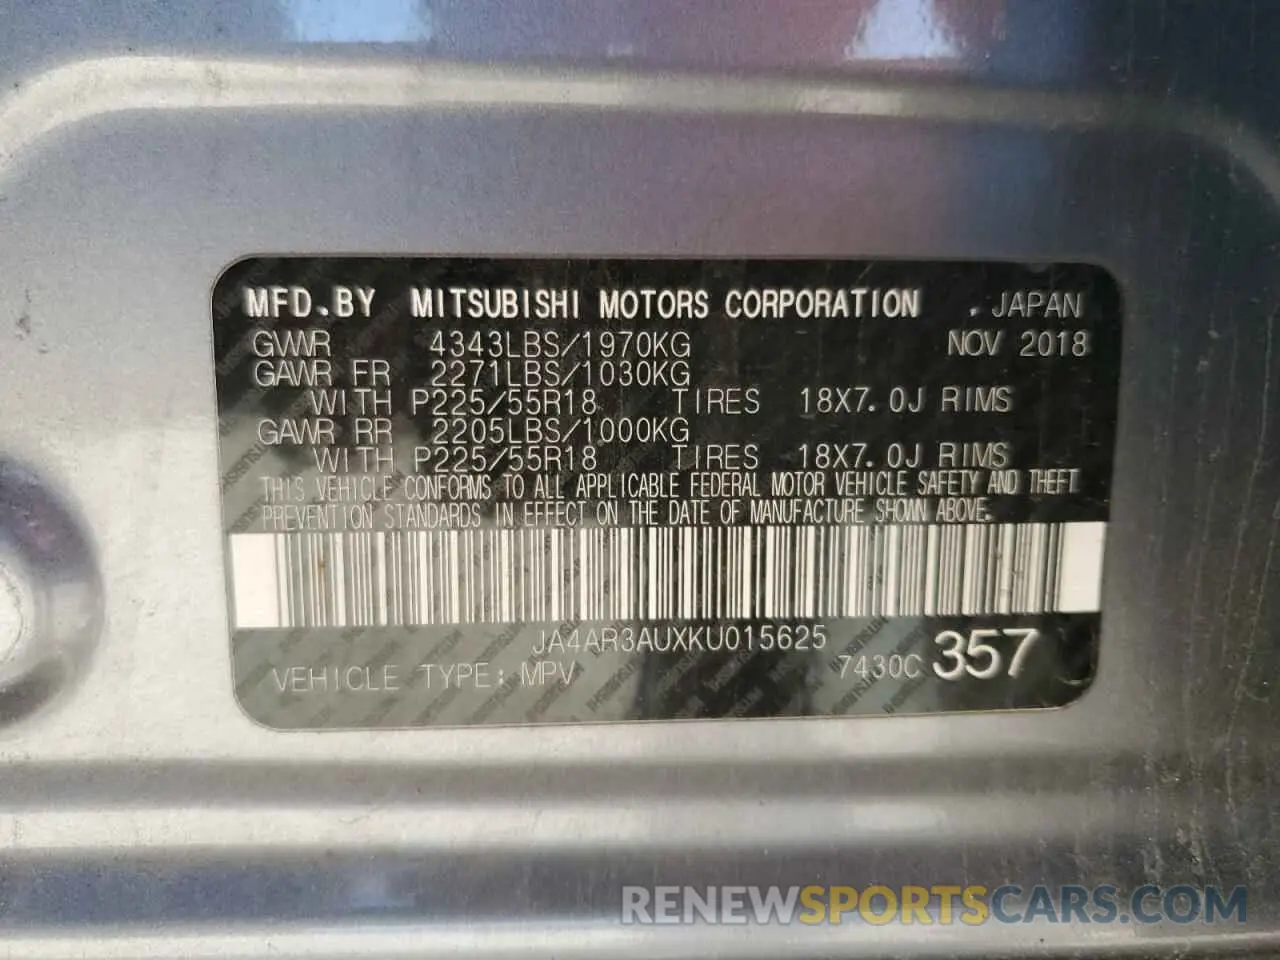 MFD.BY MITSUBISHI MOTORS CORPORATION , JAPAN
GVWR 4343LBS/1970KG NOV 2018
GAWR FR 2271LBS/1030KG
WITH P225/55R18 TIRES 18X7.0J RIMS
GAWR RR 2205LBS/1000KG
WITH P225/55R18 TIRES 18X7.0J RIMS
THIS VEHICLE CONFORMS TO ALL APPLICABLE FEDERAL MOTOR VEHICLE SAFETY AND THEFT
PREVENTION STANDARDS IN EFFECT ON THE DATE OF MANUFACTURE SHOWN ABOVE.
JA4AR3AUXKU015625
VEHICLE TYPE: MPV 7430C 357
RENEWSPORTSCARS.COM